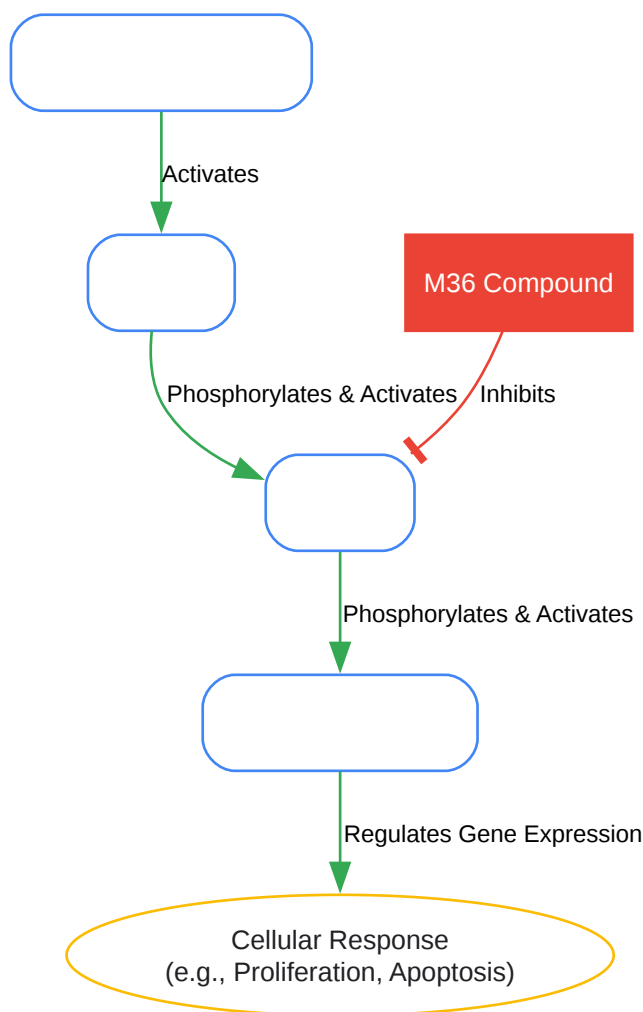 Activates
M36 Compound
Phosphorylates & Activates
Inhibits
Phosphorylates & Activates
Regulates Gene Expression
Cellular Response
(e.g., Proliferation, Apoptosis)